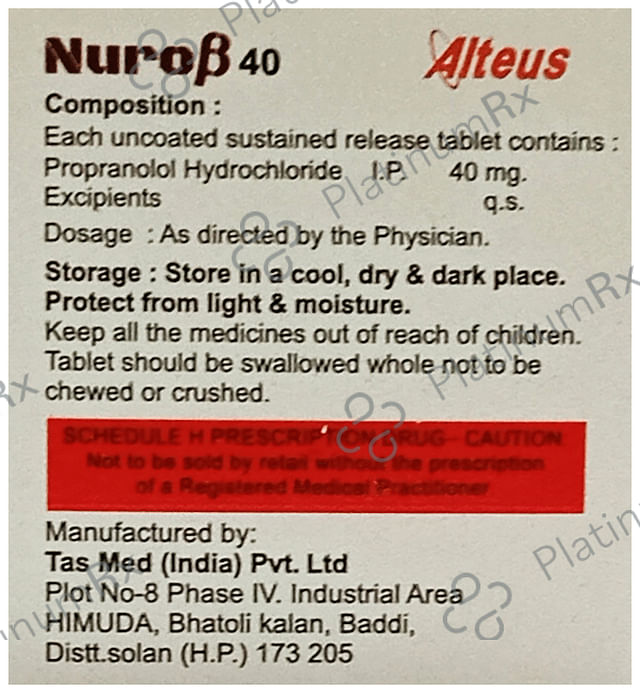 Nuroβ 40
Alteus
Composition :
Each uncoated sustained release tablet contains :
Propranolol Hydrochloride I.P. 40 mg.
Excipients q.s.
Dosage : As directed by the Physician.
Storage : Store in a cool, dry & dark place.
Protect from light & moisture.
Keep all the medicines out of reach of children.
Tablet should be swallowed whole not to be
chewed or crushed.
SCHEDULE H PRESCRIPTION DRUG - CAUTION
Not to be sold by retail without the prescription
of a Registered Medical Practitioner
Manufactured by:
Tas Med (India) Pvt. Ltd
Plot No-8 Phase IV. Industrial Area
HIMUDA, Bhatoli kalan, Baddi,
Distt.solan (H.P.) 173 205
PlatinumRx